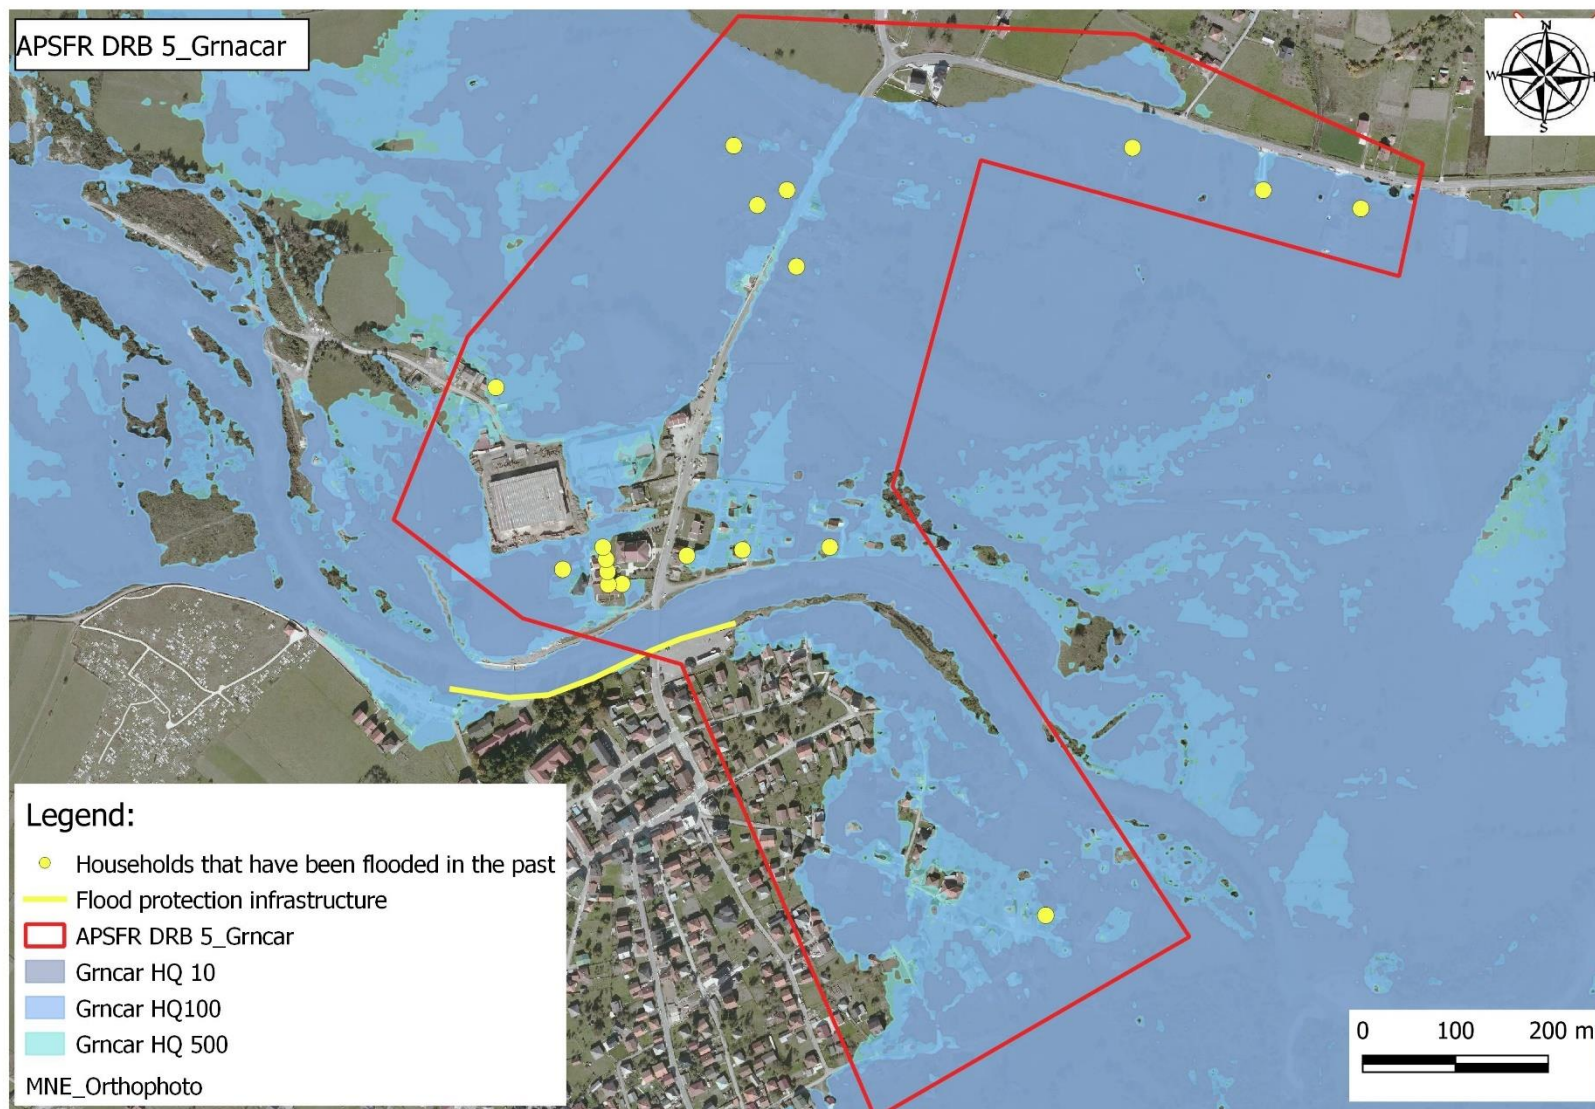 APSFR DRB 5_Grnacar
N
W
S
Legend:
Households that have been flooded in the past
Flood protection infrastructure
APSFR DRB 5_Grncar
Grncar HQ 10
Grncar HQ100
Grncar HQ 500
MNE_Orthophoto
0 100 200 m